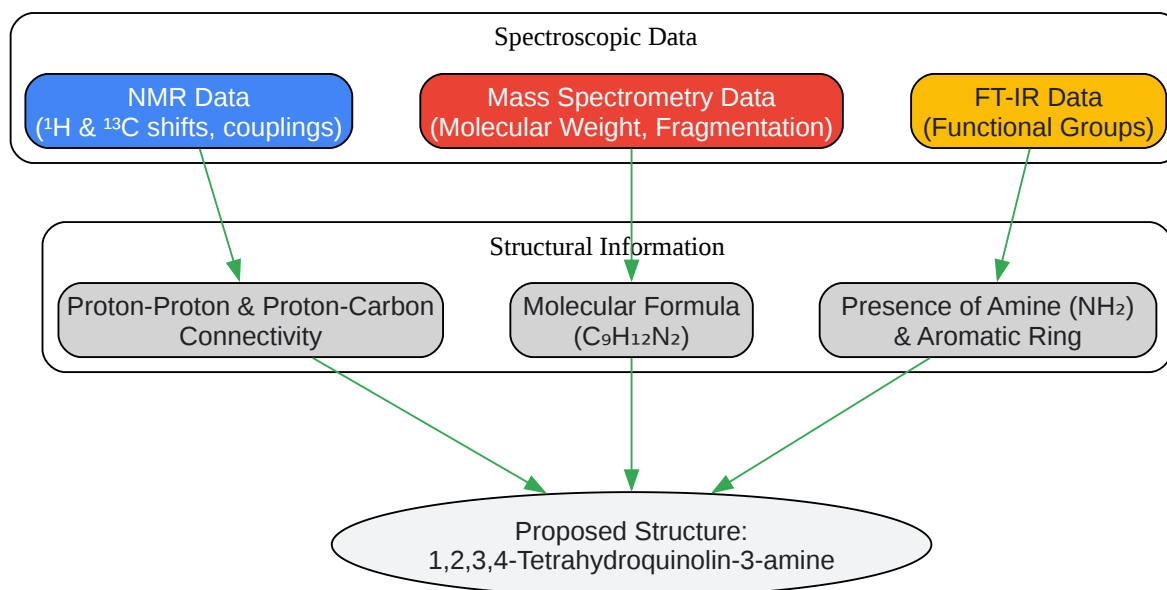 Spectroscopic Data
NMR Data
(¹H & ¹³C shifts, couplings)
Mass Spectrometry Data
(Molecular Weight, Fragmentation)
FT-IR Data
(Functional Groups)
Structural Information
Proton-Proton & Proton-Carbon
Connectivity
Molecular Formula
(C₉H₁₂N₂)
Presence of Amine (NH₂)
& Aromatic Ring
Proposed Structure:
1,2,3,4-Tetrahydroquinolin-3-amine